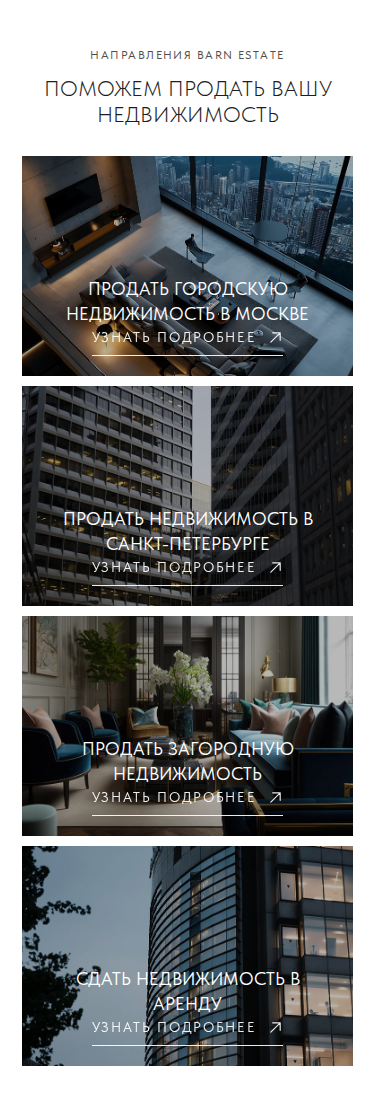 НАПРАВЛЕНИЯ BARN ESTATE
ПОМОЖЕМ ПРОДАТЬ ВАШУ
НЕДВИЖИМОСТЬ
ПРОДАТЬ ГОРОДСКУЮ
НЕДВИЖИМОСТЬ В МОСКВЕ
УЗНАТЬ ПОДРОБНЕЕ
ПРОДАТЬ НЕДВИЖИМОСТЬ В
САНКТ-ПЕТЕРБУРГЕ
УЗНАТЬ ПОДРОБНЕЕ
ПРОДАТЬ ЗАГОРОДНУЮ
НЕДВИЖИМОСТЬ
УЗНАТЬ ПОДРОБНЕЕ
СДАТЬ НЕДВИЖИМОСТЬ В
АРЕНДУ
УЗНАТЬ ПОДРОБНЕЕ